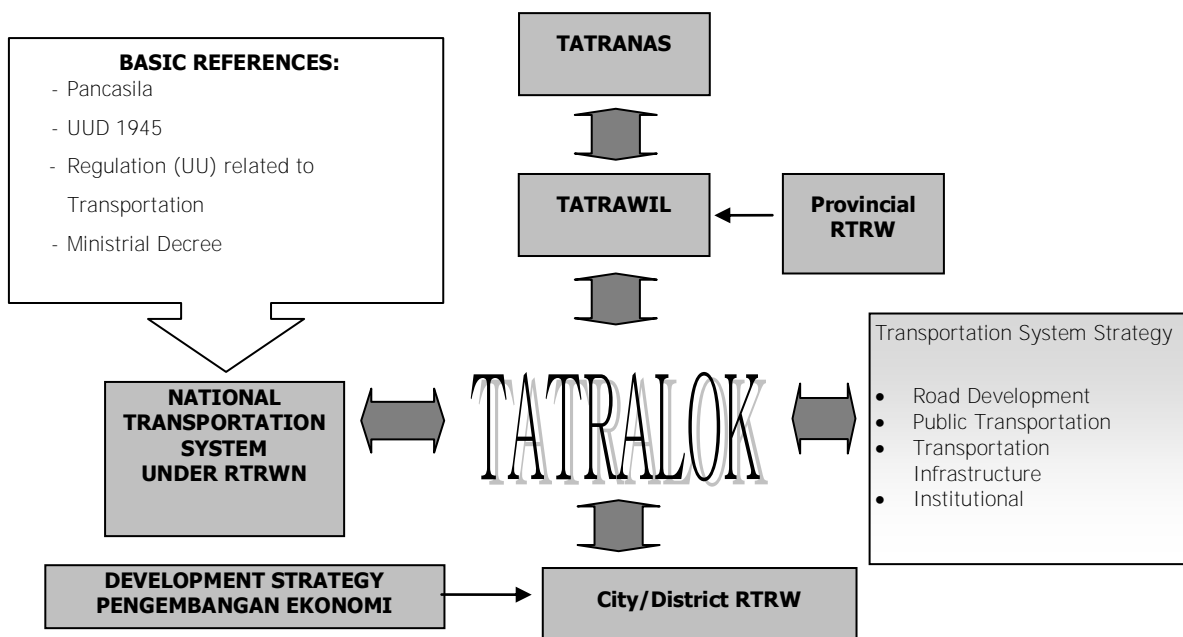 BASIC REFERENCES:
- Pancasila
- UUD 1945
- Regulation (UU) related to
Transportation
- Ministrial Decree
TATRANAS
TATRAWIL
Provincial
RTRW
NATIONAL
TRANSPORTATION
SYSTEM
UNDER RTRWN
TATRALOK
Transportation System Strategy
• Road Development
• Public Transportation
• Transportation
Infrastructure
• Institutional
DEVELOPMENT STRATEGY
PENGEMBANGAN EKONOMI
City/District RTRW